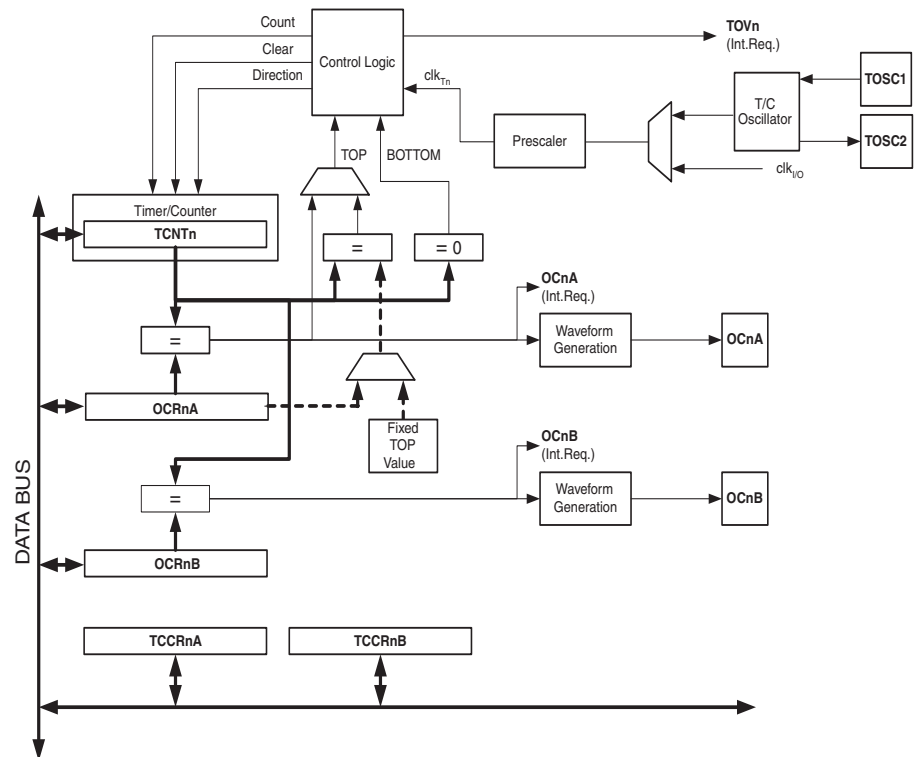 Count
Clear
Direction
Control Logic
TOVn
(Int.Req.)
clkTn
TOSC1
T/C
Oscillator
TOSC2
Prescaler
clkI/O
TOP
BOTTOM
Timer/Counter
TCNTn
=
= 0
OCnA
(Int.Req.)
=
Waveform
Generation
OCnA
OCRnA
Fixed
TOP
Value
OCnB
(Int.Req.)
=
Waveform
Generation
OCnB
OCRnB
DATA BUS
TCCRnA
TCCRnB